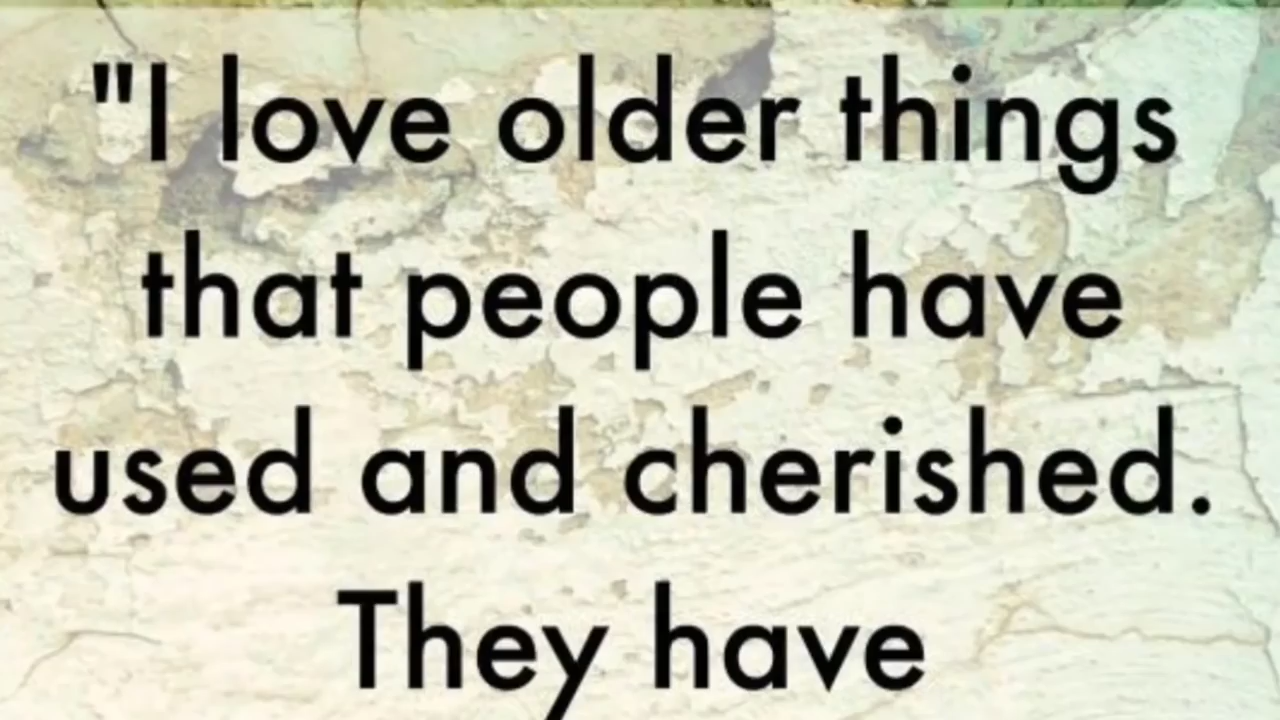 "I love older things
that people have
used and cherished.
They have